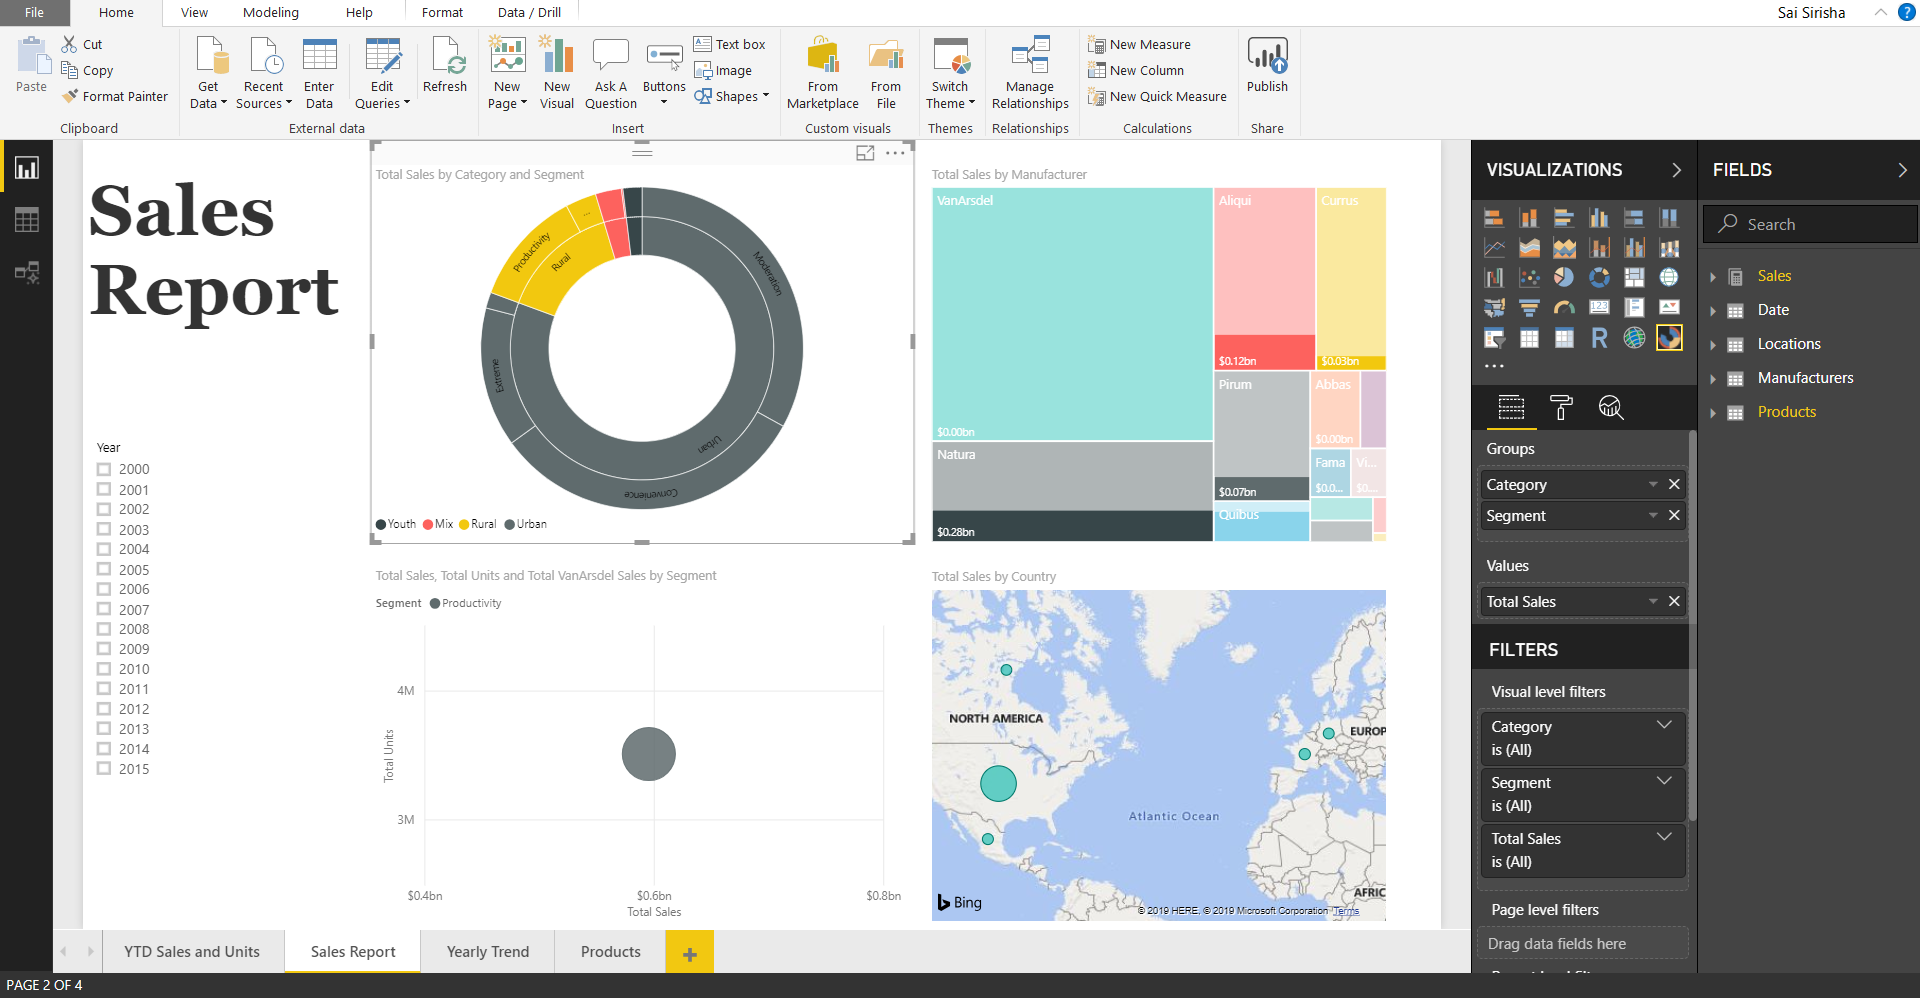 File Home View Modeling Help Format Data / Drill Sai Sirisha ?
Paste Cut Copy Format Painter
Clipboard
Get Data Recent Sources Enter Data Edit Queries Refresh
External data
New Page New Visual Ask A Question Buttons Text box Image Shapes
Insert
From Marketplace From File
Custom visuals
Switch Theme
Themes
Manage Relationships
Relationships
New Measure
New Column
New Quick Measure
Calculations
Publish
Share
Sales
Report
Year
2000
2001
2002
2003
2004
2005
2006
2007
2008
2009
2010
2011
2012
2013
2014
2015
Total Sales by Category and Segment
Productivity
...
Rural
Moderation
Extreme
Urban
Convenience
Youth Mix Rural Urban
Total Sales by Manufacturer
VanArsdel
$0.00bn
Natura
$0.28bn
Aliqui
$0.12bn
Currus
$0.03bn
Pirum
$0.07bn
Abbas
$0.00bn
Fama
$0.0...
Vi...
$0...
Quibus
Total Sales, Total Units and Total VanArsdel Sales by Segment
Segment Productivity
Total Units
4M
3M
$0.4bn $0.6bn $0.8bn
Total Sales
Total Sales by Country
NORTH AMERICA
EUROP
Atlantic Ocean
AFRIC
Bing
© 2019 HERE, © 2019 Microsoft Corporation Terms
VISUALIZATIONS
123
R
Groups
Category
Segment
Values
Total Sales
FILTERS
Visual level filters
Category
is (All)
Segment
is (All)
Total Sales
is (All)
Page level filters
Drag data fields here
FIELDS
Search
Sales
Date
Locations
Manufacturers
Products
YTD Sales and Units Sales Report Yearly Trend Products +
PAGE 2 OF 4